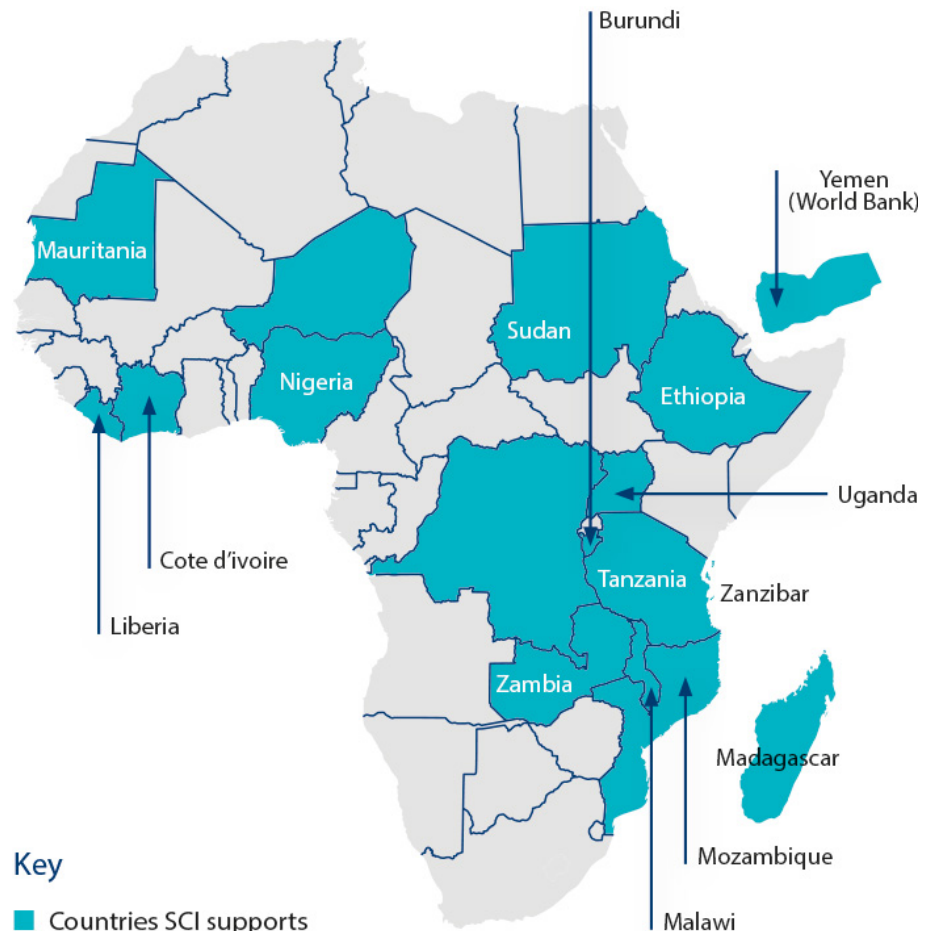 Burundi
Yemen
(World Bank)
Mauritania
Sudan
Nigeria
Ethiopia
Uganda
Cote d’ivoire
Tanzania
Zanzibar
Liberia
Zambia
Madagascar
Mozambique
Key
Countries SCI supports
Malawi